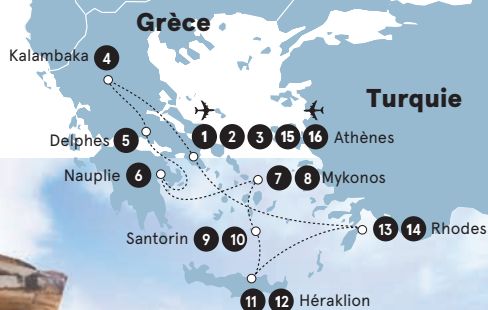 Grèce
Kalambaka 4
Turquie
Delphes 5
1 2 3 15 16 Athènes
Nauplie 6
7 8 Mykonos
Santorin 9 10
13 14 Rhodes
11 12 Héraklion